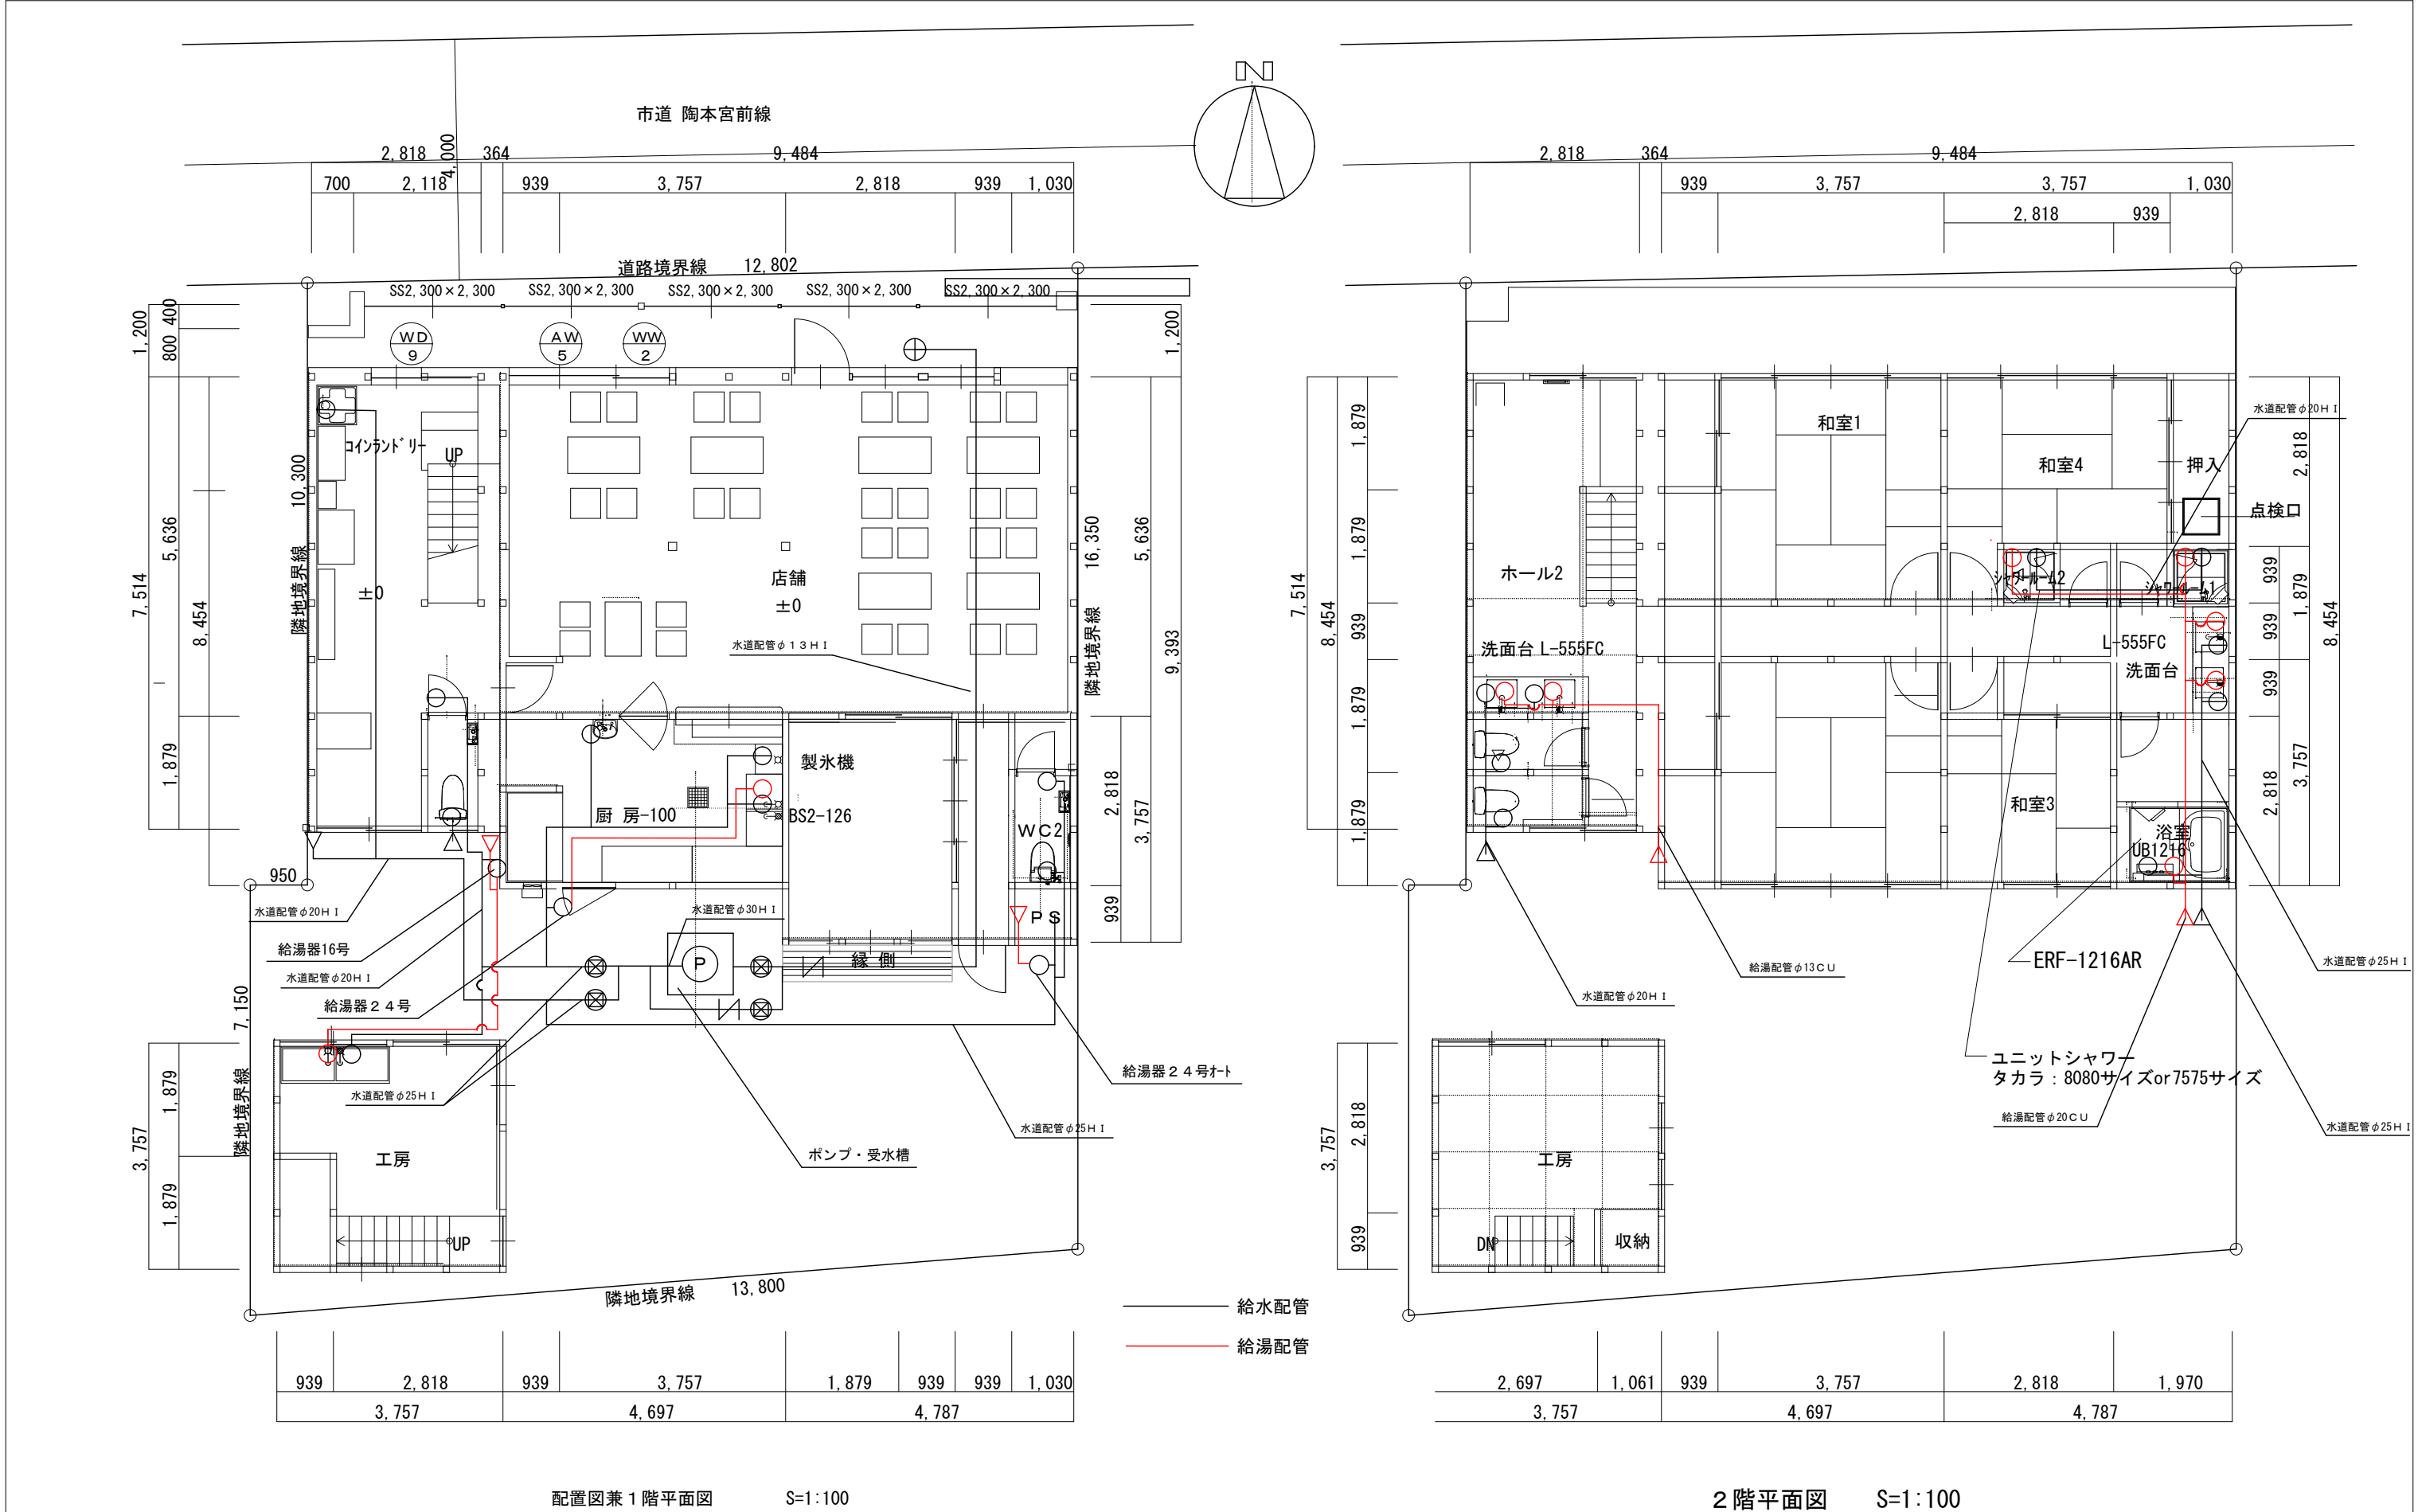 市道 陶本宮前線
N
2,818 364 9,484
4,000
700 2,118 939 3,757 2,818 939 1,030
道路境界線 12,802
SS2,300×2,300 SS2,300×2,300 SS2,300×2,300 SS2,300×2,300 SS2,300×2,300
WD 9
AW 5
WW 2
1,200
800 400
7,514
5,636
8,454
1,879
10,300
隣地境界線
コインランドリー
UP
±0
店舗
±0
水道配管φ13HI
16,350
隣地境界線
1,200
5,636
9,393
2,818
3,757
939
製氷機
厨 房-100
BS2-126
WC2
PS
縁 側
950
水道配管φ20HI
給湯器16号
水道配管φ20HI
給湯器24号
水道配管φ30HI
P
7,150
隣地境界線
水道配管φ25HI
3,757
1,879
1,879
工房
UP
ポンプ・受水槽
給湯器24号オート
水道配管φ25HI
隣地境界線 13,800
給水配管
給湯配管
939 2,818 939 3,757 1,879 939 939 1,030
3,757 4,697 4,787
配置図兼1階平面図 S=1:100
2,818 364 9,484
939 3,757 3,757 1,030
2,818 939
7,514
8,454
1,879
1,879
939
1,879
1,879
和室1
和室4
押入
点検口
水道配管φ20HI
ホール2
シャワールーム2
シャワールーム1
洗面台 L-555FC
L-555FC
洗面台
和室3
浴室
UB1216
2,818
939
939
1,879
939
2,818
3,757
8,454
ERF-1216AR
水道配管φ25HI
給湯配管φ13CU
水道配管φ20HI
ユニットシャワー
タカラ：8080サイズor7575サイズ
給湯配管φ20CU
水道配管φ25HI
3,757
2,818
939
工房
DN
収納
2,697 1,061 939 3,757 2,818 1,970
3,757 4,697 4,787
2階平面図 S=1:100